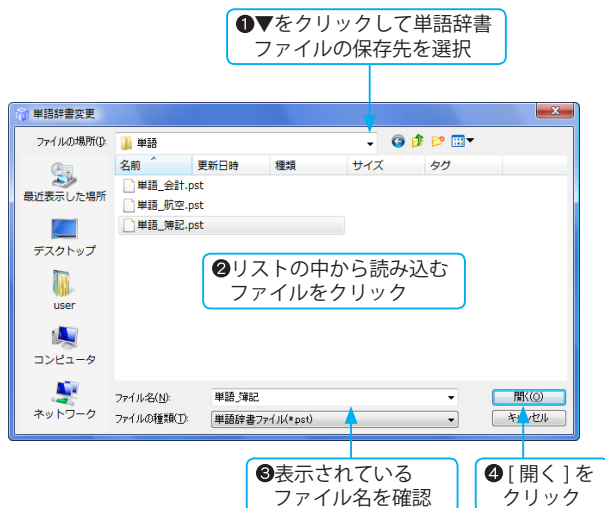 ❶▼をクリックして単語辞書
ファイルの保存先を選択
単語辞書変更
ファイルの場所(I):
単語
名前
更新日時
種類
サイズ
タグ
最近表示した場所
単語_会計.pst
単語_航空.pst
単語_簿記.pst
デスクトップ
❷リストの中から読み込む
ファイルをクリック
user
コンピュータ
ネットワーク
ファイル名(N):
単語_簿記
開く(O)
ファイルの種類(T):
単語辞書ファイル(*pst)
キャンセル
❸表示されている
ファイル名を確認
❹[ 開く ] を
クリック